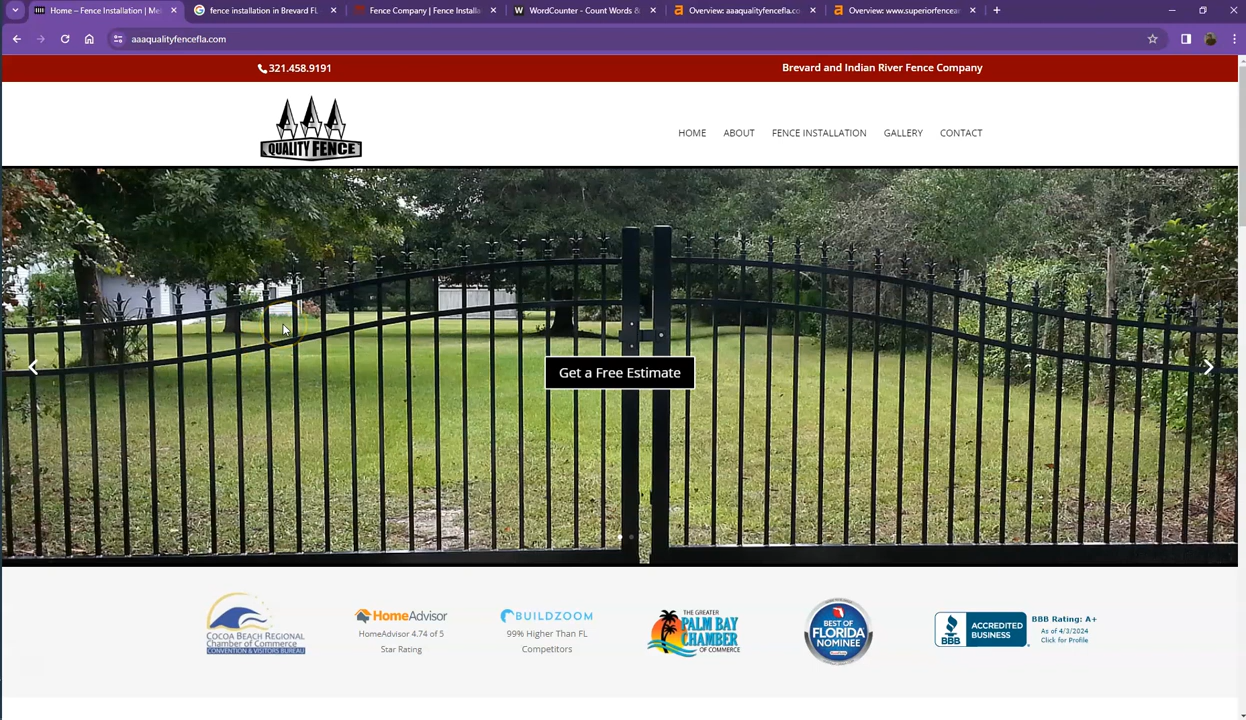 Home – Fence Installation | Me
fence installation in Brevard FL
Fence Company | Fence Installa
WordCounter - Count Words &
Overview: aaaqualityfencefla.co
Overview: www.superiorfencear
aaaqualityfencefla.com
321.458.9191
Brevard and Indian River Fence Company
AAA
QUALITY FENCE
HOME
ABOUT
FENCE INSTALLATION
GALLERY
CONTACT
Get a Free Estimate
COCOA BEACH REGIONAL
Chamber of Commerce
CONVENTION & VISITORS BUREAU
HomeAdvisor
HomeAdvisor 4.74 of 5
Star Rating
BUILDZOOM
99% Higher Than FL
Competitors
THE GREATER
PALM BAY
CHAMBER
OF COMMERCE
BEST OF
FLORIDA
NOMINEE
BBB
ACCREDITED
BUSINESS
BBB Rating: A+
As of 4/3/2024
Click for Profile